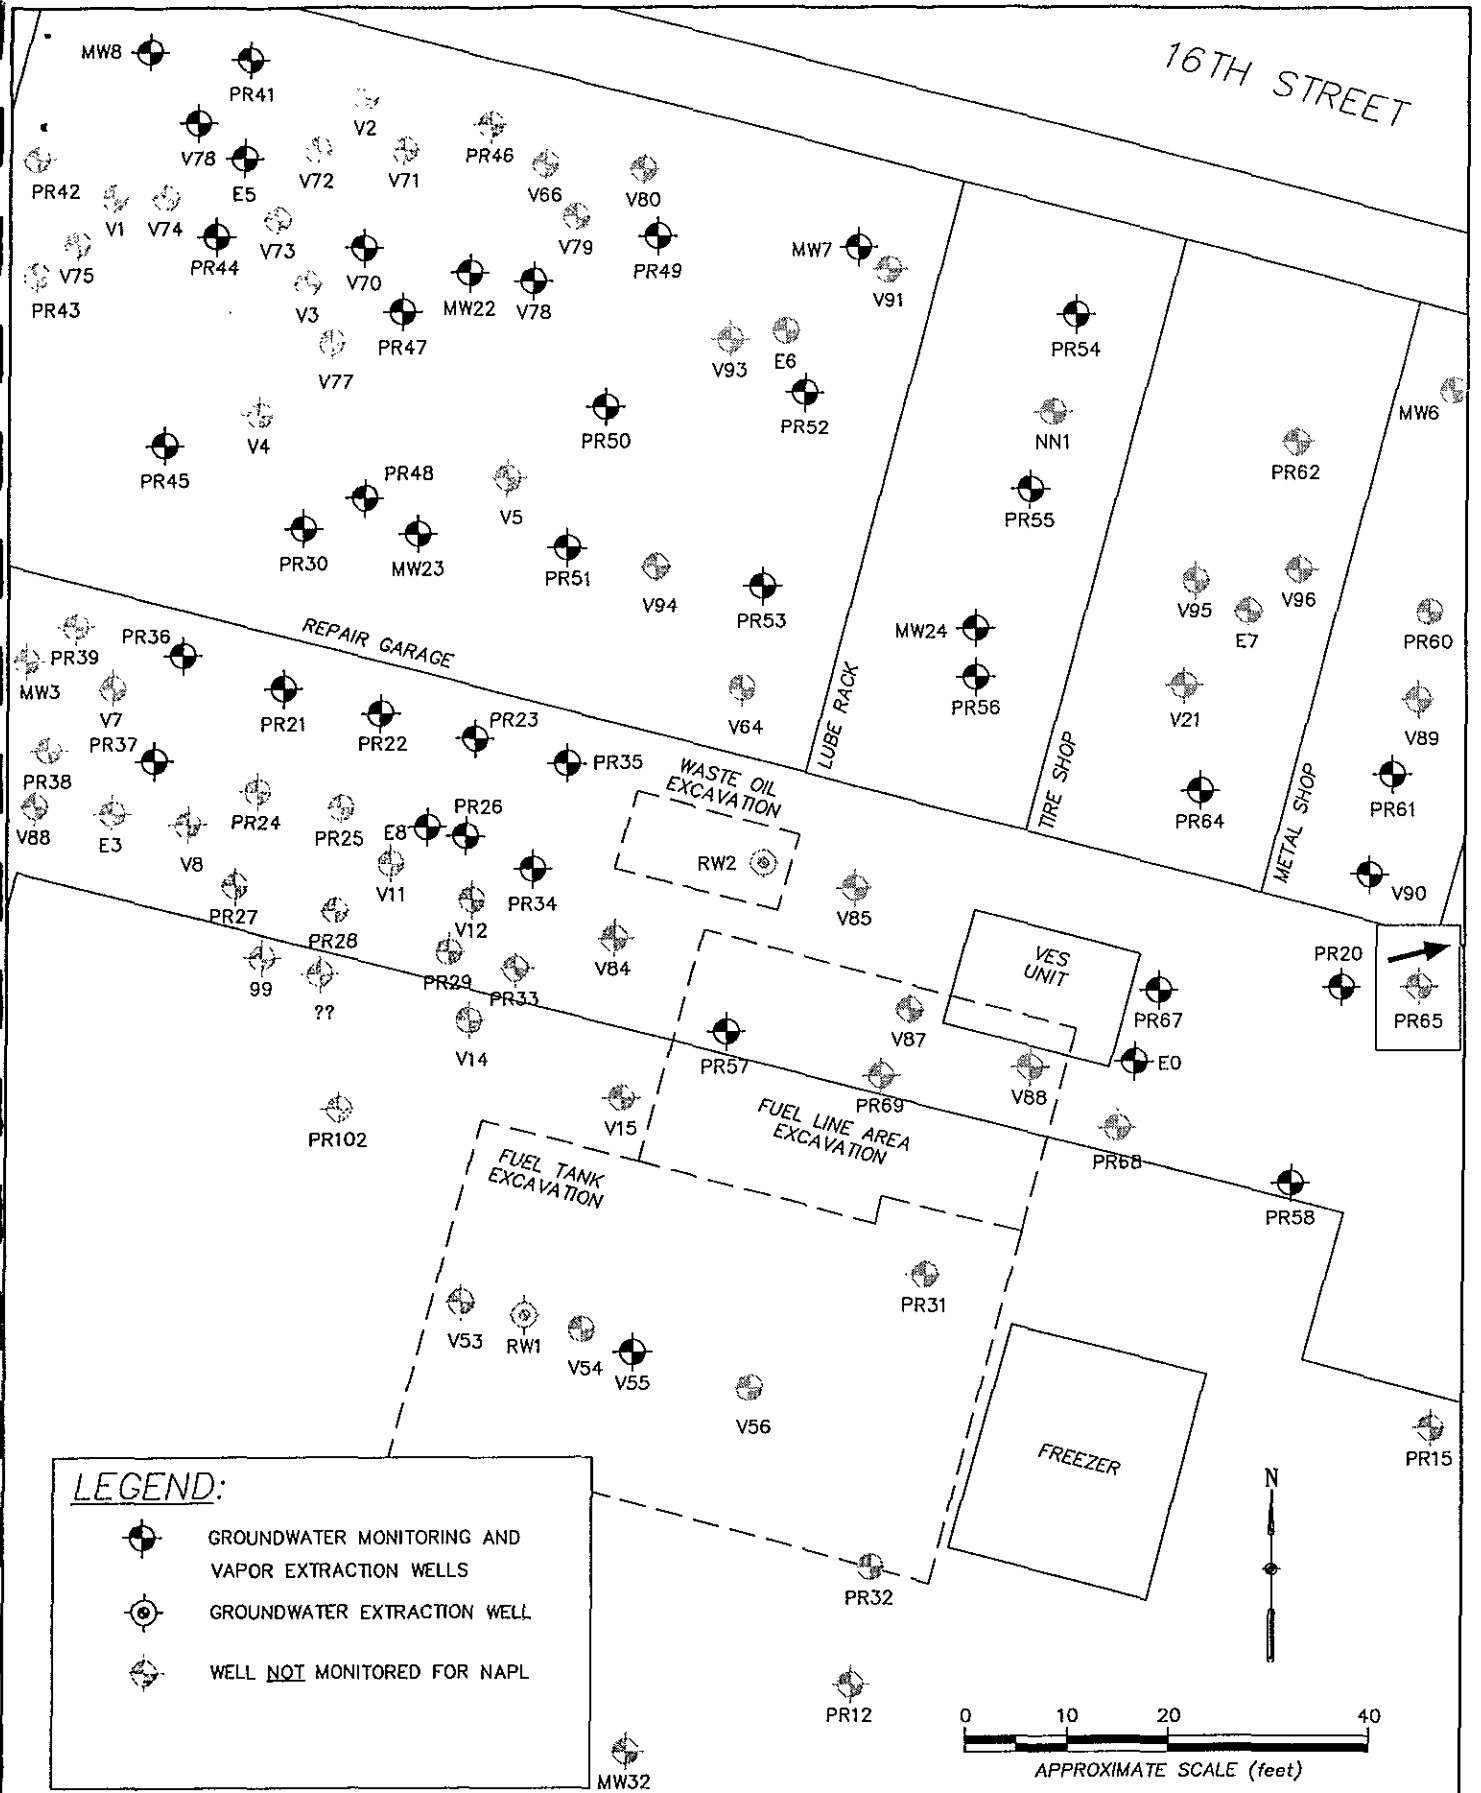 16TH STREET
MW8
PR41
V2
V78
E5
V72
V71
PR46
V66
V80
PR42
V1
V74
PR44
V73
V79
PR49
MW7
V91
V75
PR43
V3
V70
MW22
V78
PR47
V77
V93
E6
PR54
PR52
PR50
NN1
MW6
V4
PR45
PR62
PR48
V5
PR55
PR30
MW23
PR51
V94
PR53
V95
V96
E7
PR60
MW24
PR56
V21
V89
REPAIR GARAGE
PR39
PR36
MW3
V7
PR21
PR22
PR23
PR35
V64
LUBE RACK
TIRE SHOP
METAL SHOP
PR37
PR38
WASTE OIL
EXCAVATION
PR64
PR61
V88
E3
V8
PR24
PR25
E8
PR26
RW2
V90
V11
PR34
V85
PR27
PR28
V12
V84
VES
UNIT
PR20
PR65
99
??
PR29
PR33
PR67
V14
PR57
V87
E0
PR69
V88
PR102
V15
FUEL LINE AREA
EXCAVATION
PR68
FUEL TANK
EXCAVATION
PR58
PR31
V53
RW1
V54
V55
V56
FREEZER
PR15
N
LEGEND:
GROUNDWATER MONITORING AND
VAPOR EXTRACTION WELLS
GROUNDWATER EXTRACTION WELL
WELL NOT MONITORED FOR NAPL
PR32
PR12
MW32
0 10 20 40
APPROXIMATE SCALE (feet)